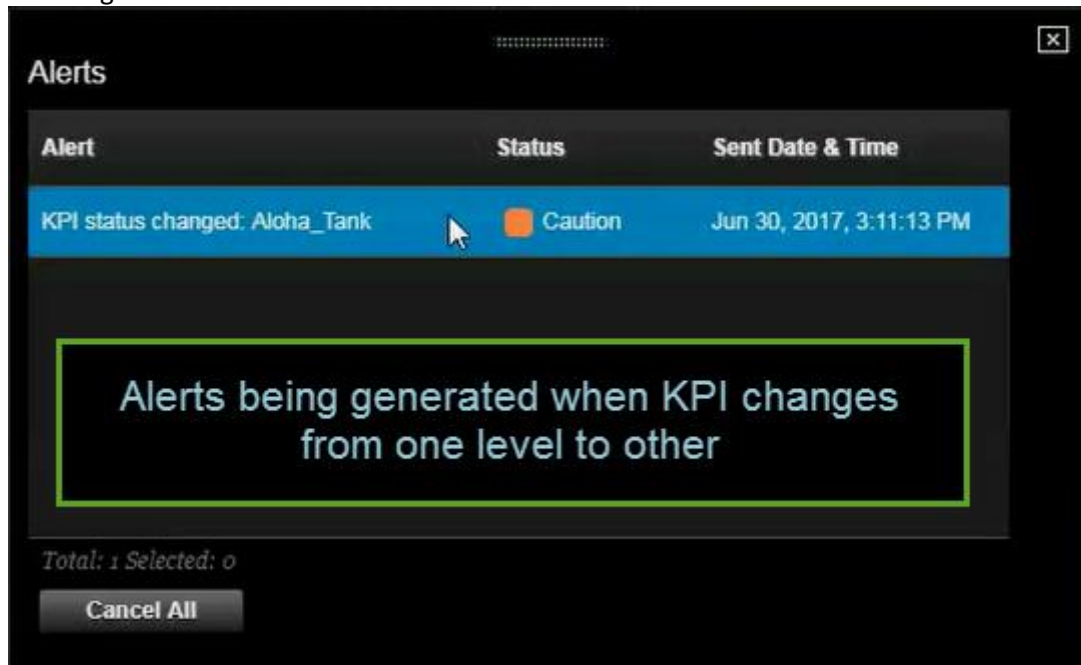 Alerts
Alert Status Sent Date & Time
KPI status changed: Aloha_Tank Caution Jun 30, 2017, 3:11:13 PM
Alerts being generated when KPI changes
from one level to other
Total: 1 Selected: 0
Cancel All